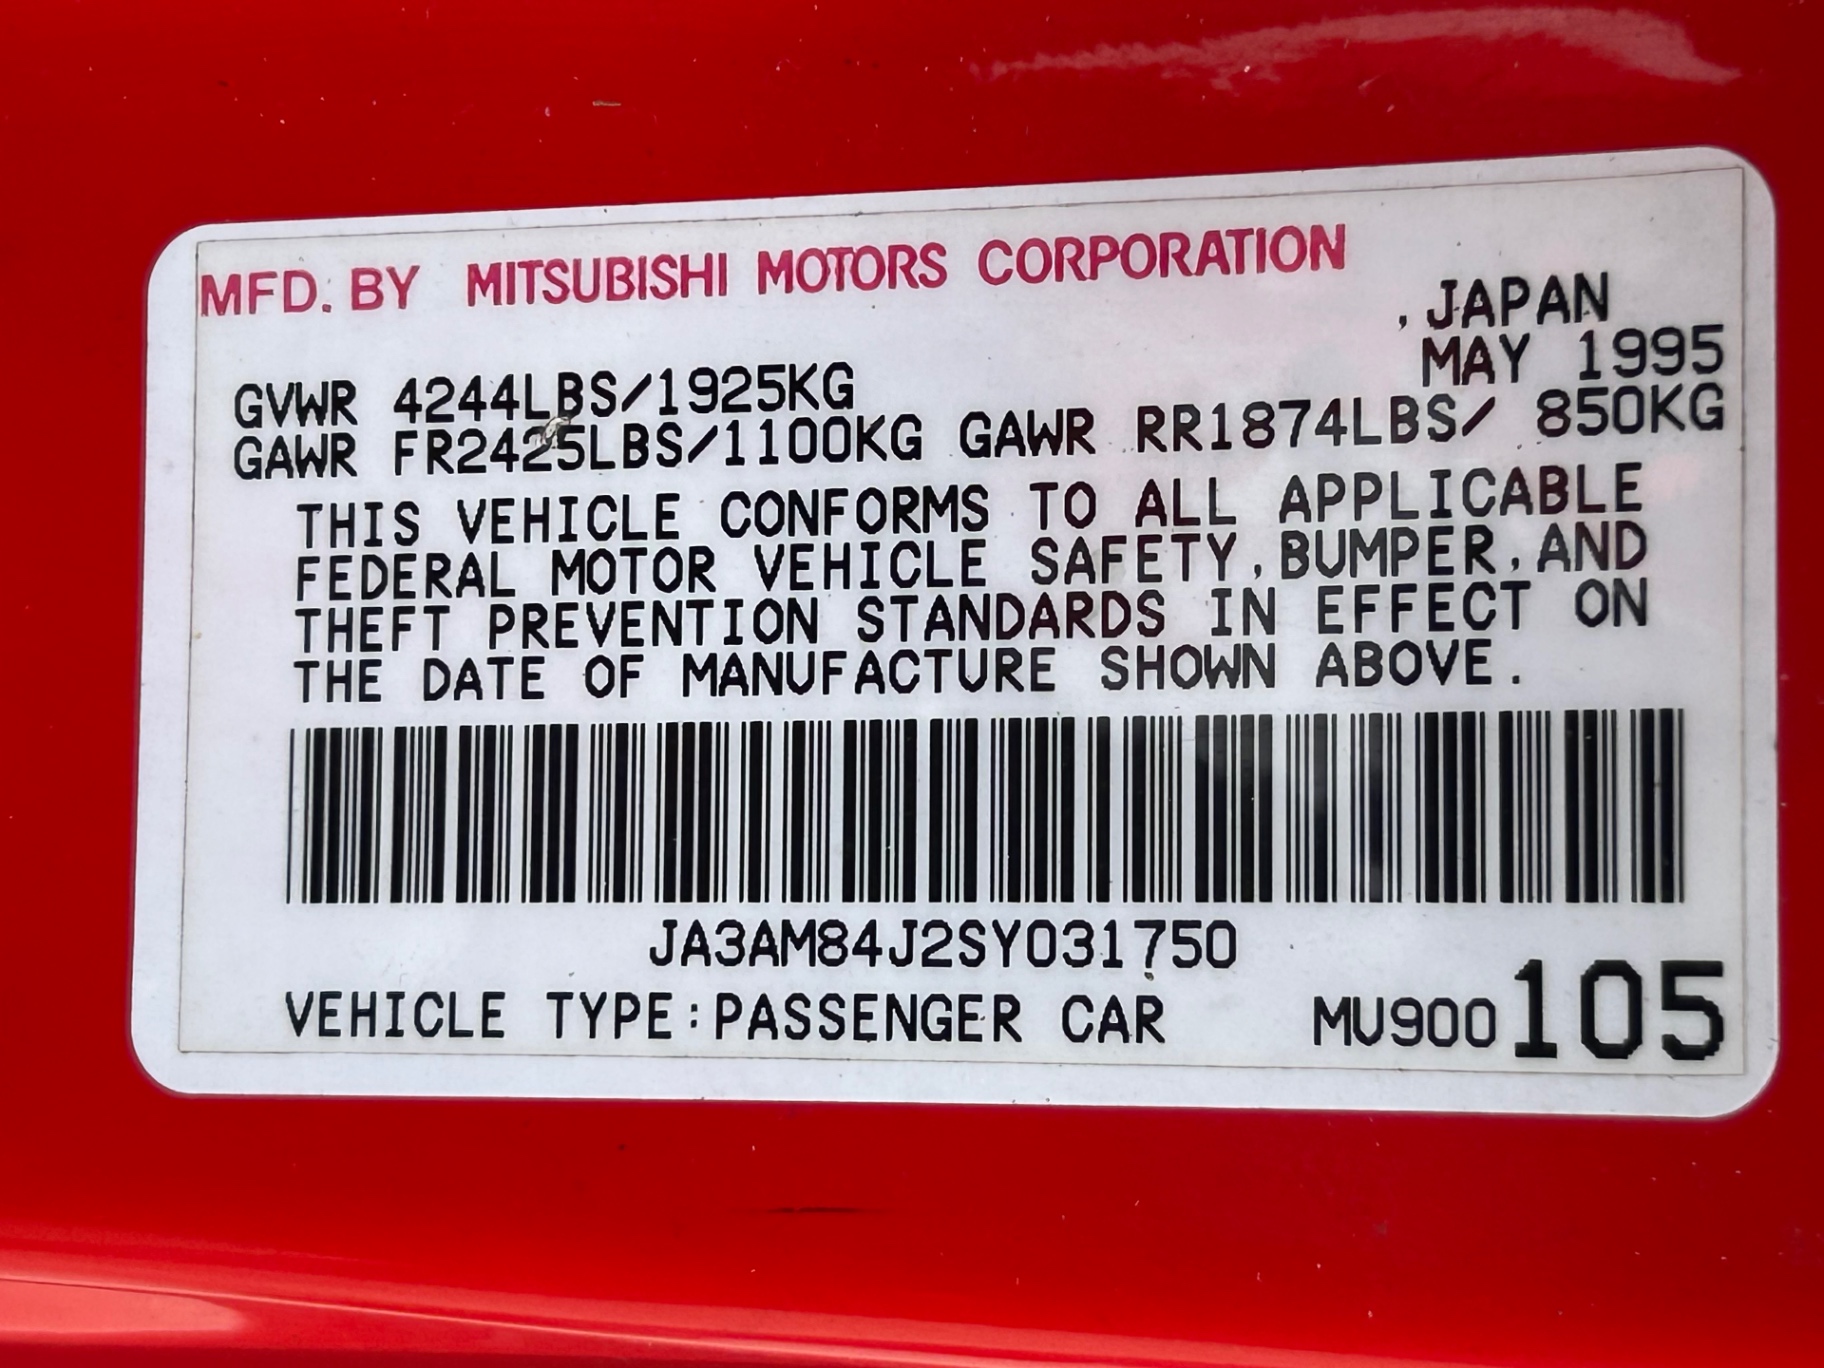 MFD. BY MITSUBISHI MOTORS CORPORATION
, JAPAN
MAY 1995
GVWR 4244LBS/1925KG
GAWR FR2425LBS/1100KG GAWR RR1874LBS/ 850KG
THIS VEHICLE CONFORMS TO ALL APPLICABLE
FEDERAL MOTOR VEHICLE SAFETY,BUMPER,AND
THEFT PREVENTION STANDARDS IN EFFECT ON
THE DATE OF MANUFACTURE SHOWN ABOVE.
JA3AM84J2SY031750
VEHICLE TYPE:PASSENGER CAR MU900105